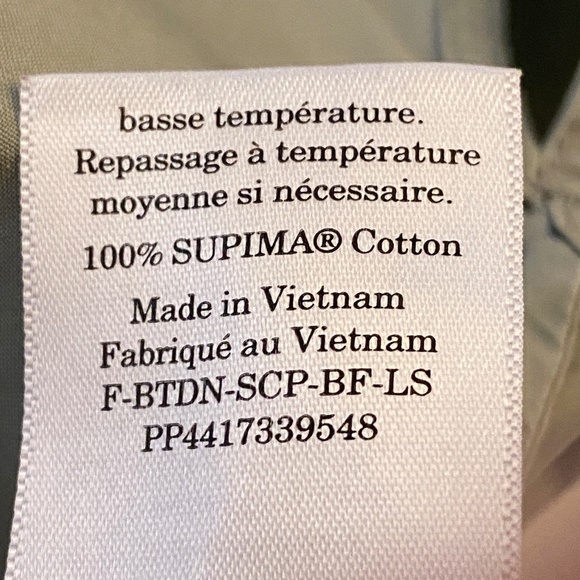 basse température.
Repassage à température
moyenne si nécessaire.
100% SUPIMA® Cotton
Made in Vietnam
Fabriqué au Vietnam
F-BTDN-SCP-BF-LS
PP4417339548